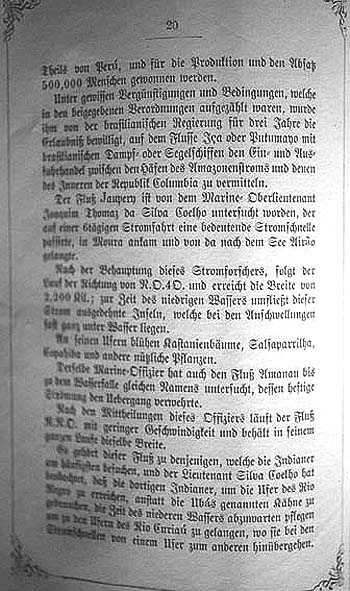 20
Theils von Perú, und für die Produktion und den Absatz
500,000 Menschen gewonnen werden.
Unter gewissen Vergünstigungen und Bedingungen, welche
in den beigegebenen Verordnungen aufgezählt waren, wurde
ihm von der brasilianischen Regierung für drei Jahre die
Erlaubniß bewilligt, auf dem Flusse Içá oder Putumayo mit
brasilianischen Dampf- oder Segelschiffen den Ein- und Aus-
fuhrhandel zwischen den Häfen des Amazonenstroms und denen
des Inneren der Republik Columbia zu vermitteln.
Der Fluß Jaupery ist von dem Marine-Oberlieutenant
Joaquim Thomaz da Silva Coelho untersucht worden, der
auf einer 6tägigen Stromfahrt eine bedeutende Stromschnelle
passirte, in Moura ankam und von da nach dem See Airão
gelangte.
Nach der Behauptung dieses Stromforschers, folgt der
Lauf der Richtung von N.O.4O. und erreicht die Breite von
2,200 Kil.; zur Zeit des niedrigen Wassers umfließt dieser
Strom ausgedehnte Inseln, welche bei den Anschwellungen
fast ganz unter Wasser liegen.
An seinen Ufern blühen Kastanienbäume, Salsaparrilha,
Copahiba und andere nützliche Pflanzen.
Derselbe Marine-Offizier hat auch den Fluß Amanau bis
zu dem Wasserfalle gleichen Namens untersucht, dessen heftige
Strömung den Uebergang verwehrte.
Nach den Mittheilungen dieses Offiziers läuft der Fluß
N.N.O. mit geringer Geschwindigkeit und behält in seinem
ganzen Laufe dieselbe Breite.
Es gehört dieser Fluß zu denjenigen, welche die Indianer
am häufigsten besuchen, und der Lieutenant Silva Coelho hat
beobachtet, daß die dortigen Indianer, um die Ufer des Rio
Negro zu erreichen, anstatt die Ubás genannten Kähne zu
gebrauchen, die Zeit des niederen Wassers abzuwarten pflegen
um zu den Ufern des Rio Curiaú zu gelangen, wo sie bei den
Stromschnellen von einem Ufer zum anderen hinübergehen.